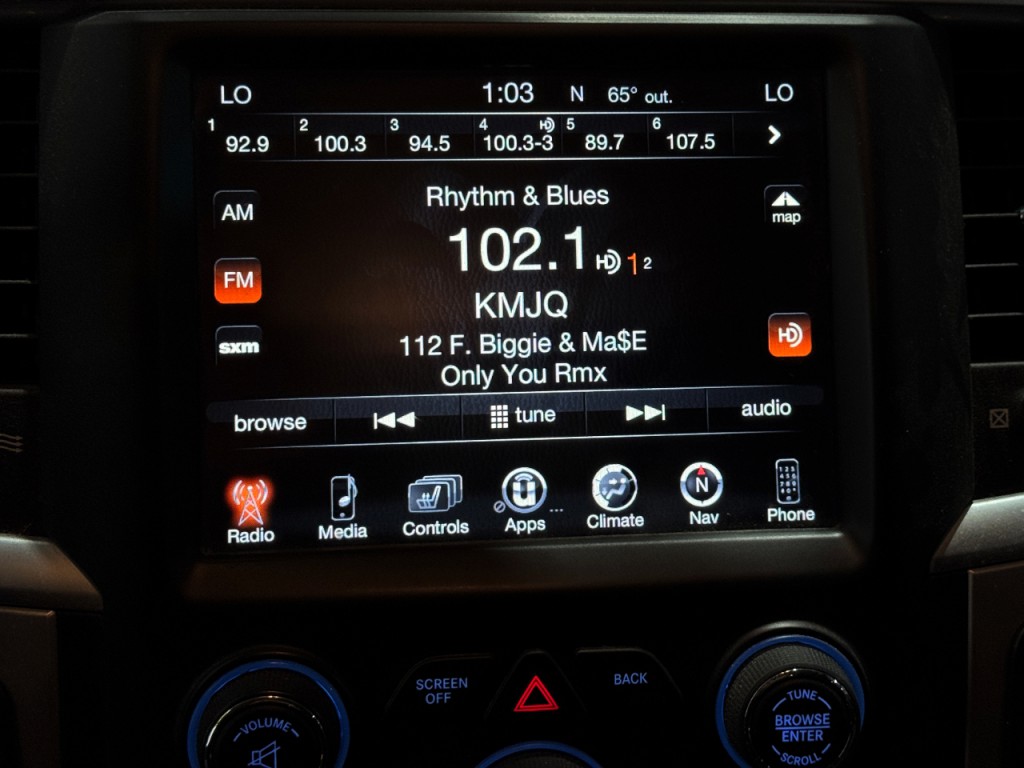 LO 1:03 N 65° out. LO
1 92.9 2 100.3 3 94.5 4 100.3-3 HD 5 89.7 6 107.5
Rhythm & Blues
AM
map
102.1 HD 1 2
FM
KMJQ
HD
sxm
112 F. Biggie & Ma$E
Only You Rmx
browse tune audio
N
Radio Media Controls Apps ... Climate Nav Phone
SCREEN OFF
BACK
VOLUME
TUNE
BROWSE
ENTER
SCROLL